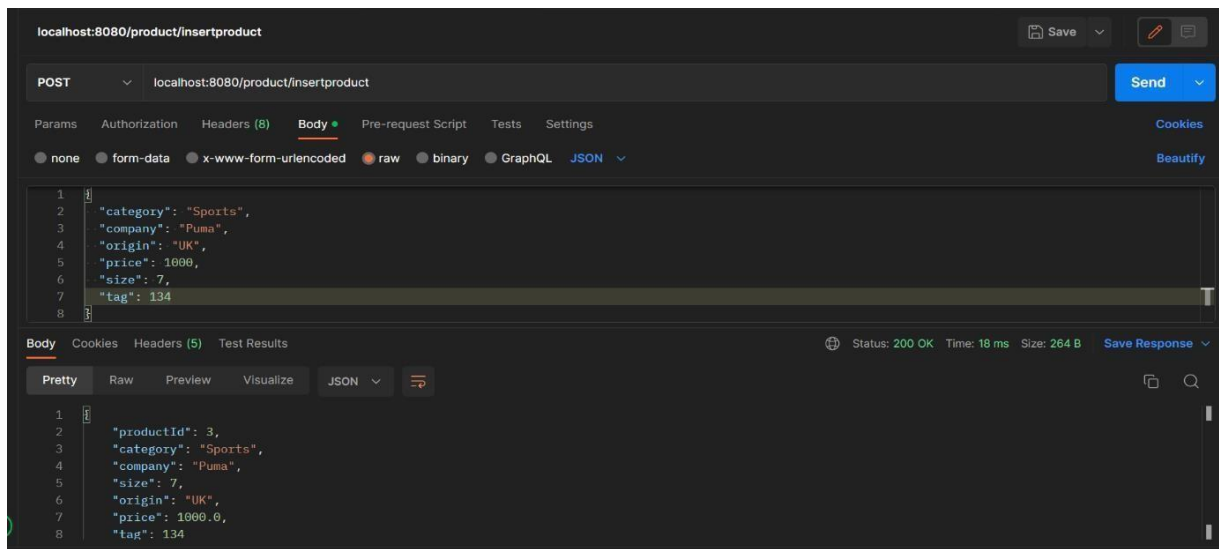 localhost:8080/product/insertproduct Save
POST localhost:8080/product/insertproduct Send
Params Authorization Headers (8) Body Pre-request Script Tests Settings Cookies
none form-data x-www-form-urlencoded raw binary GraphQL JSON Beautify
1 {
2 "category": "Sports",
3 "company": "Puma",
4 "origin": "UK",
5 "price": 1000,
6 "size": 7,
7 "tag": 134
8 }
Body Cookies Headers (5) Test Results Status: 200 OK Time: 18 ms Size: 264 B Save Response
Pretty Raw Preview Visualize JSON
1 {
2 "productId": 3,
3 "category": "Sports",
4 "company": "Puma",
5 "size": 7,
6 "origin": "UK",
7 "price": 1000.0,
8 "tag": 134